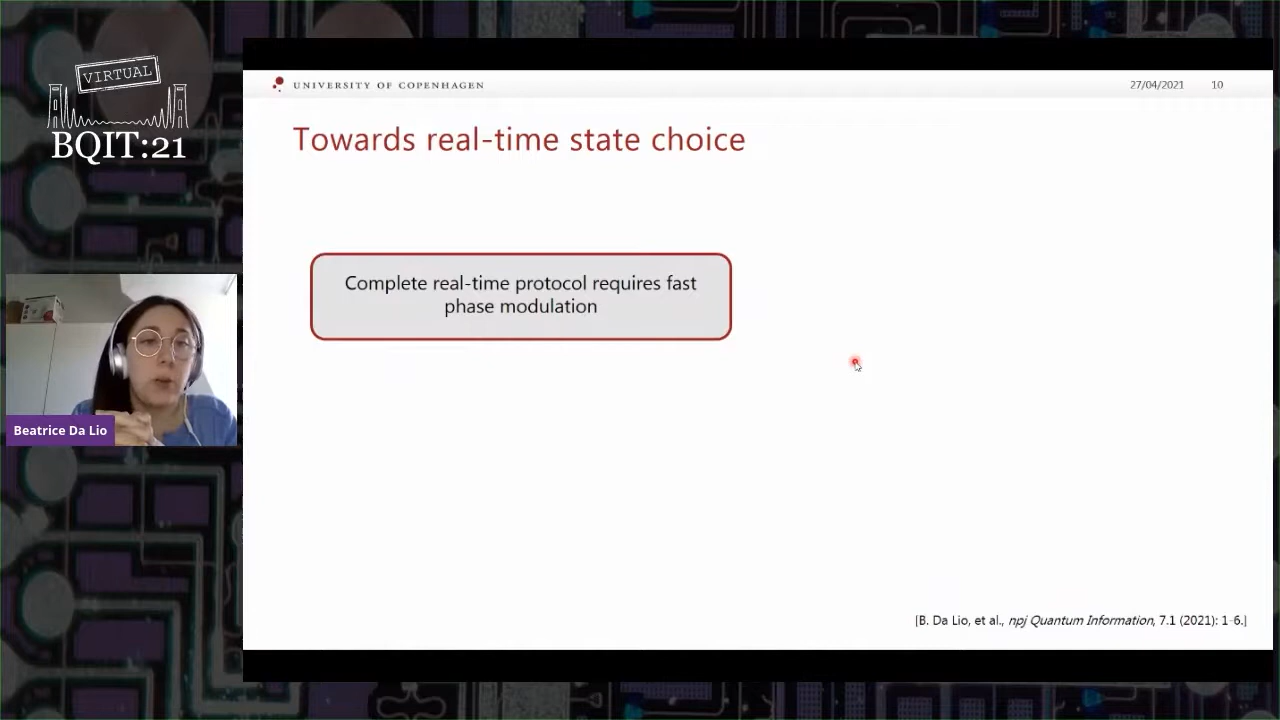 VIRTUAL
BQIT:21
UNIVERSITY OF COPENHAGEN
27/04/2021 10
Towards real-time state choice
Complete real-time protocol requires fast
phase modulation
Beatrice Da Lio
[B. Da Lio, et al., npj Quantum Information, 7.1 (2021): 1-6.]